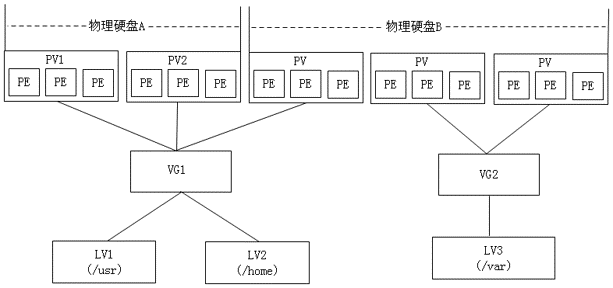 物理硬盘A 物理硬盘B
PV1 PV2 PV PV PV
PE PE PE PE PE PE PE PE PE PE PE PE PE PE PE
VG1 VG2
LV1 LV2 LV3
(/usr) (/home) (/var)